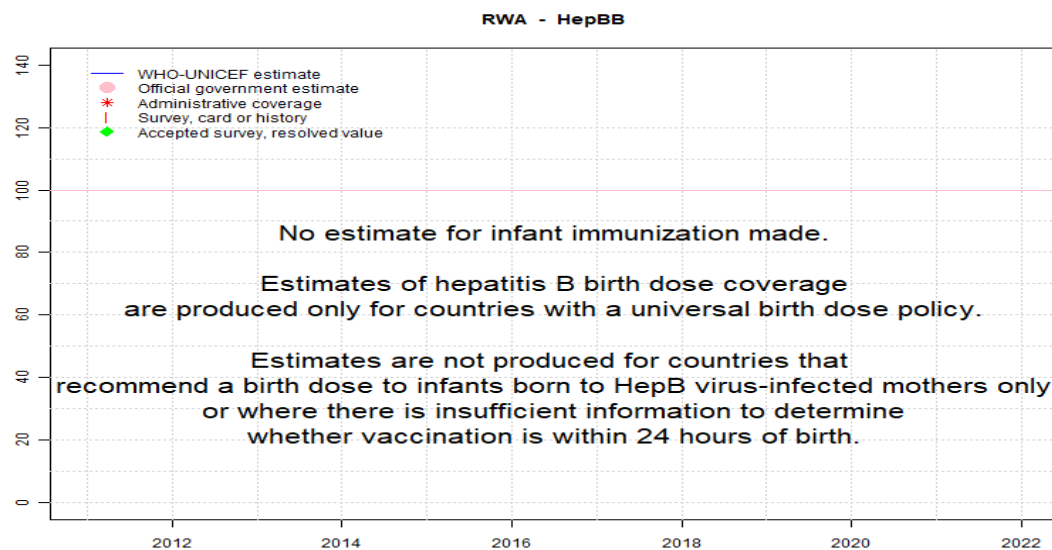 RWA - HepBB
WHO-UNICEF estimate
Official government estimate
Administrative coverage
Survey, card or history
Accepted survey, resolved value
140
120
100
80
60
40
20
0
No estimate for infant immunization made.
Estimates of hepatitis B birth dose coverage
are produced only for countries with a universal birth dose policy.
Estimates are not produced for countries that
recommend a birth dose to infants born to HepB virus-infected mothers only
or where there is insufficient information to determine
whether vaccination is within 24 hours of birth.
2012 2014 2016 2018 2020 2022